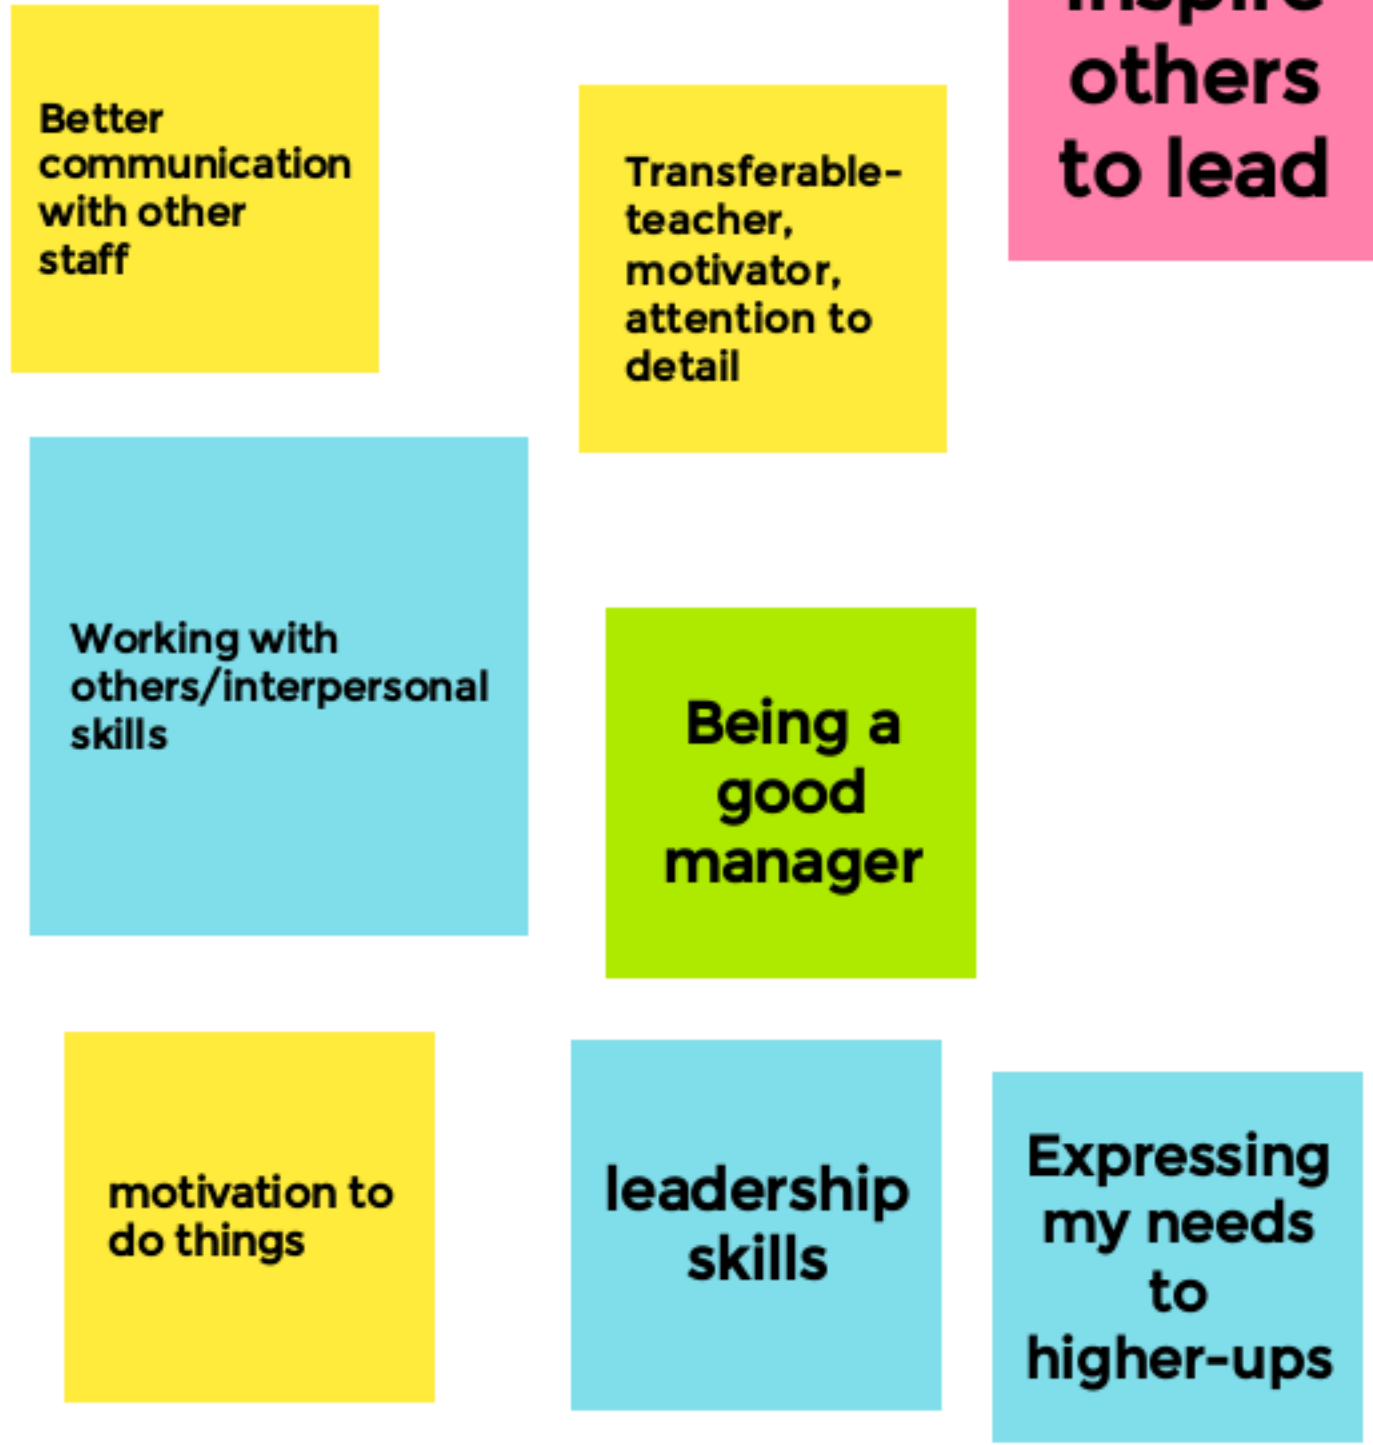 Better
communication
with other
staff
Transferable-
teacher,
motivator,
attention to
detail
inspire
others
to lead
Working with
others/interpersonal
skills
Being a
good
manager
motivation to
do things
leadership
skills
Expressing
my needs
to
higher-ups